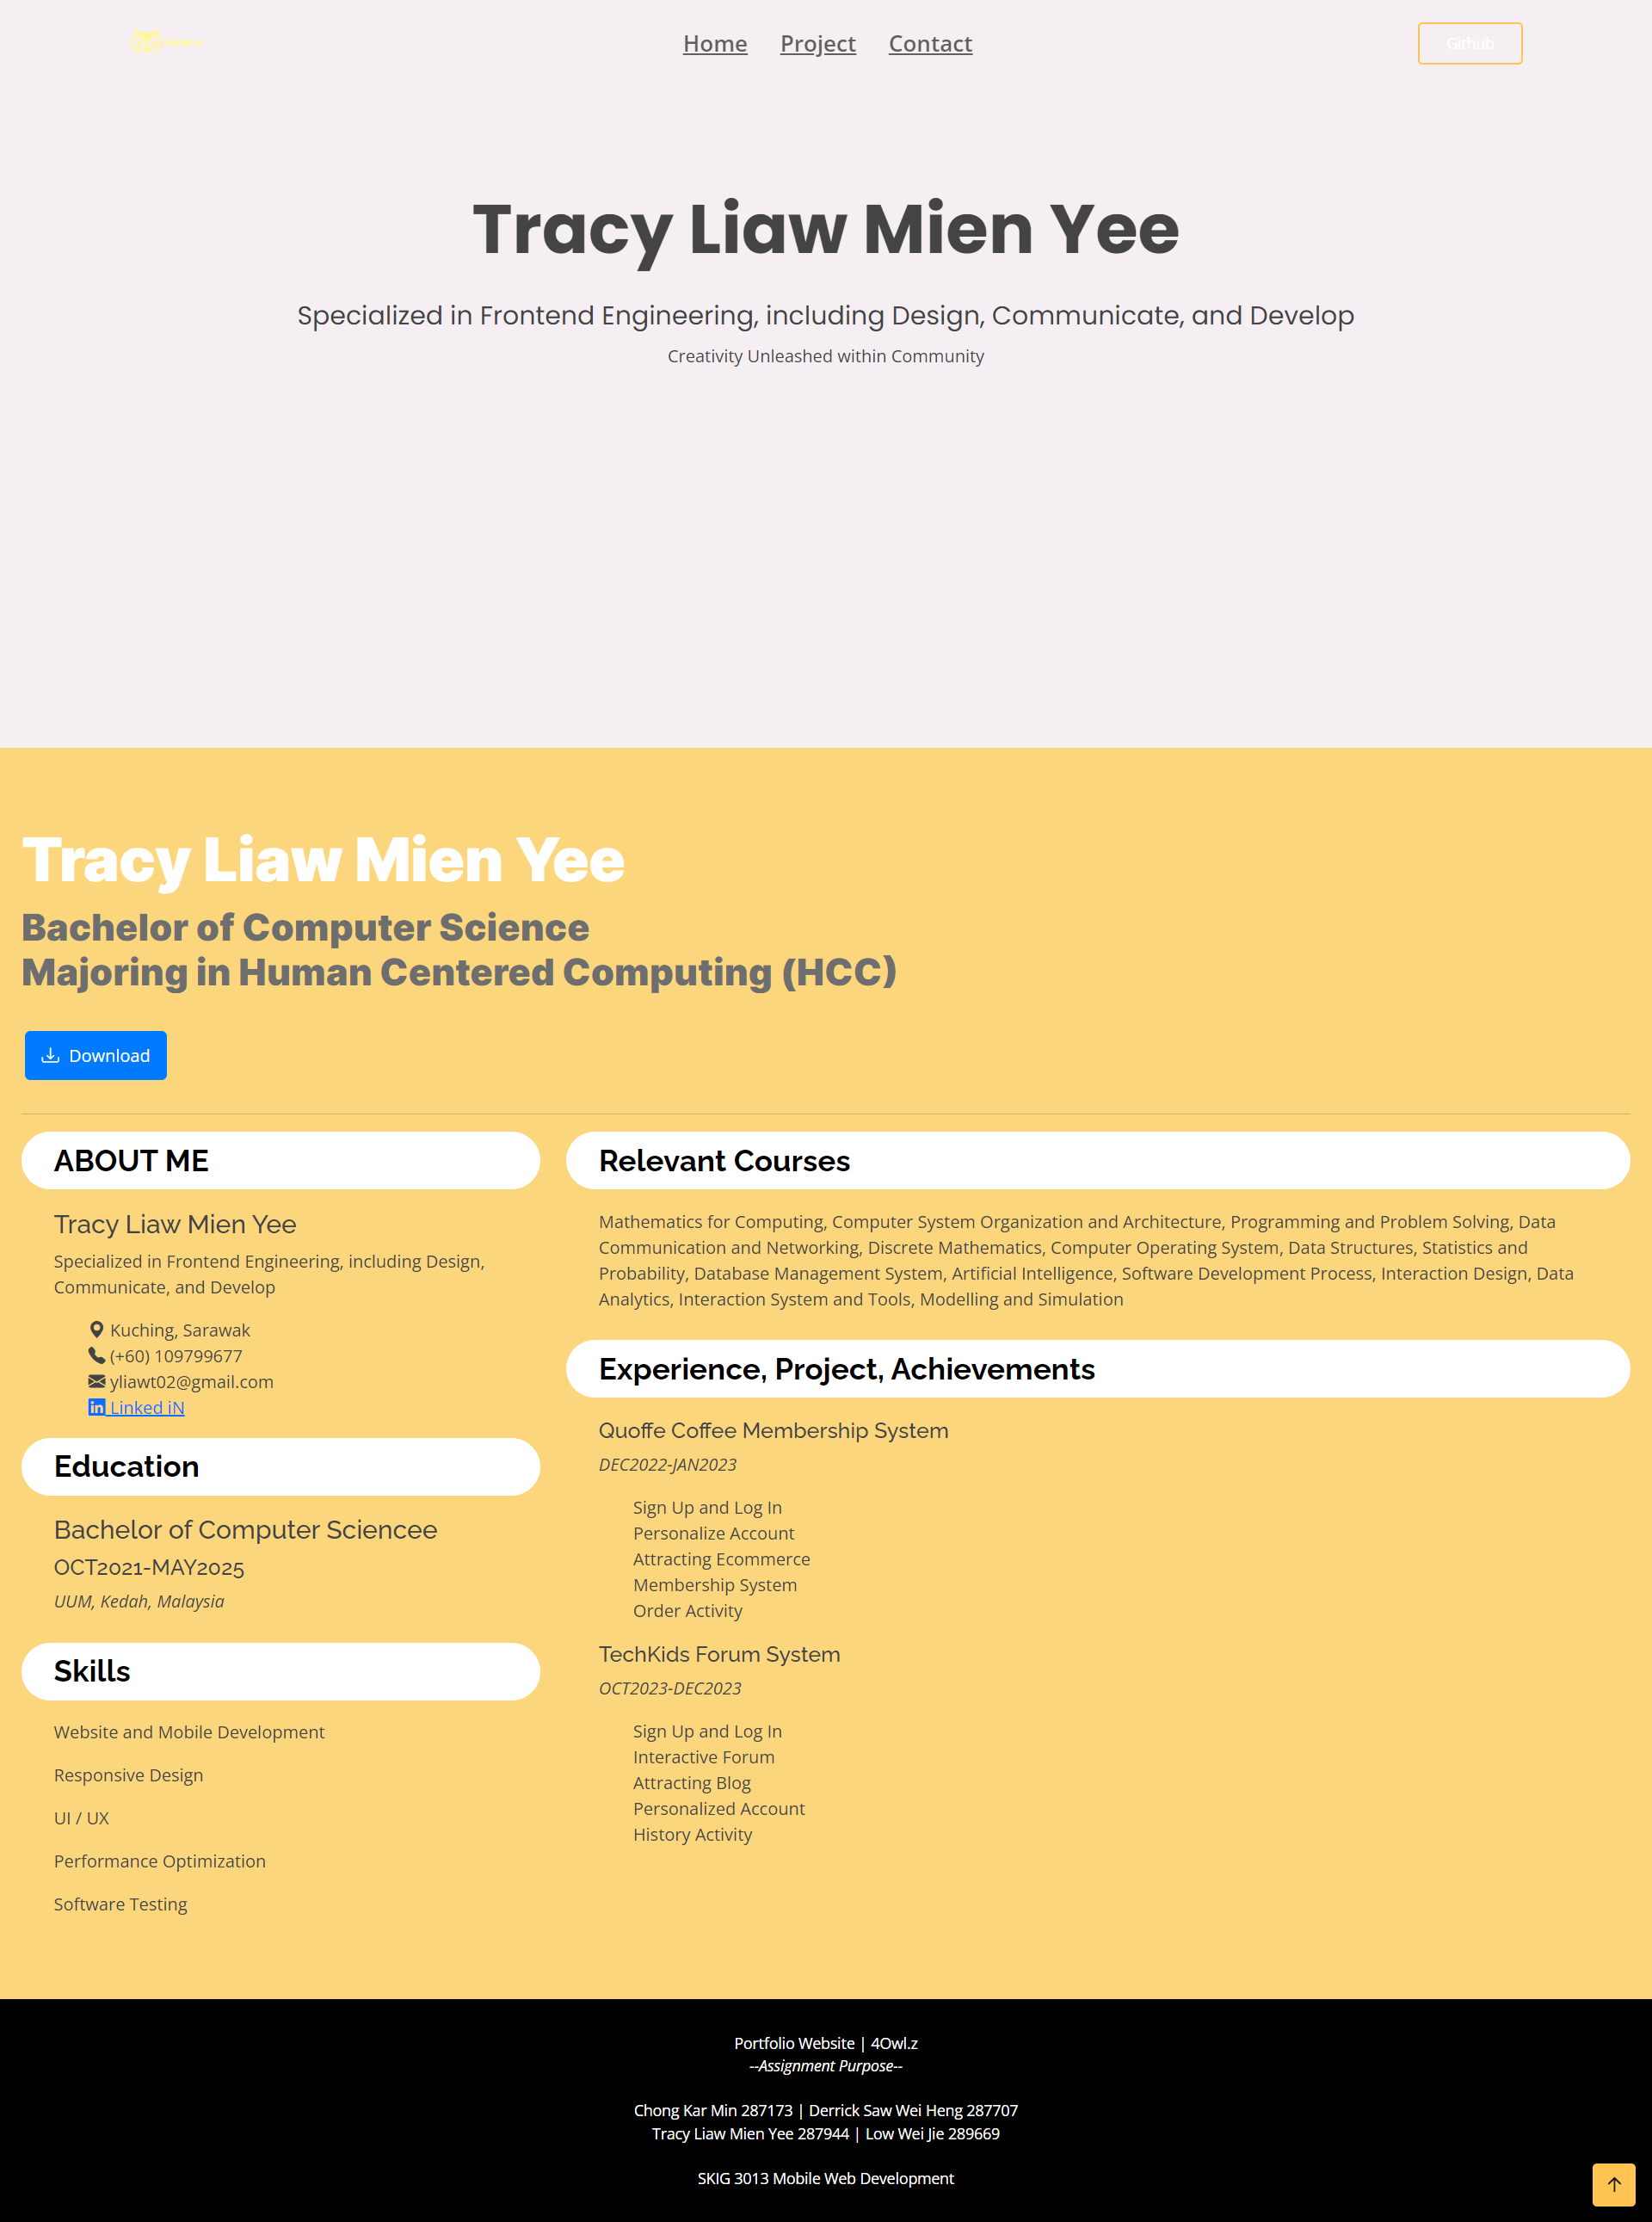 Home Project Contact
Github
Tracy Liaw Mien Yee
Specialized in Frontend Engineering, including Design, Communicate, and Develop
Creativity Unleashed within Community
Tracy Liaw Mien Yee
Bachelor of Computer Science
Majoring in Human Centered Computing (HCC)
Download
ABOUT ME
Tracy Liaw Mien Yee
Specialized in Frontend Engineering, including Design,
Communicate, and Develop
Kuching, Sarawak
(+60) 109799677
yliawt02@gmail.com
Linked iN
Education
Bachelor of Computer Sciencee
OCT2021-MAY2025
UUM, Kedah, Malaysia
Skills
Website and Mobile Development
Responsive Design
UI / UX
Performance Optimization
Software Testing
Relevant Courses
Mathematics for Computing, Computer System Organization and Architecture, Programming and Problem Solving, Data
Communication and Networking, Discrete Mathematics, Computer Operating System, Data Structures, Statistics and
Probability, Database Management System, Artificial Intelligence, Software Development Process, Interaction Design, Data
Analytics, Interaction System and Tools, Modelling and Simulation
Experience, Project, Achievements
Quoffe Coffee Membership System
DEC2022-JAN2023
Sign Up and Log In
Personalize Account
Attracting Ecommerce
Membership System
Order Activity
TechKids Forum System
OCT2023-DEC2023
Sign Up and Log In
Interactive Forum
Attracting Blog
Personalized Account
History Activity
Portfolio Website | 4Owl.z
--Assignment Purpose--
Chong Kar Min 287173 | Derrick Saw Wei Heng 287707
Tracy Liaw Mien Yee 287944 | Low Wei Jie 289669
SKIG 3013 Mobile Web Development